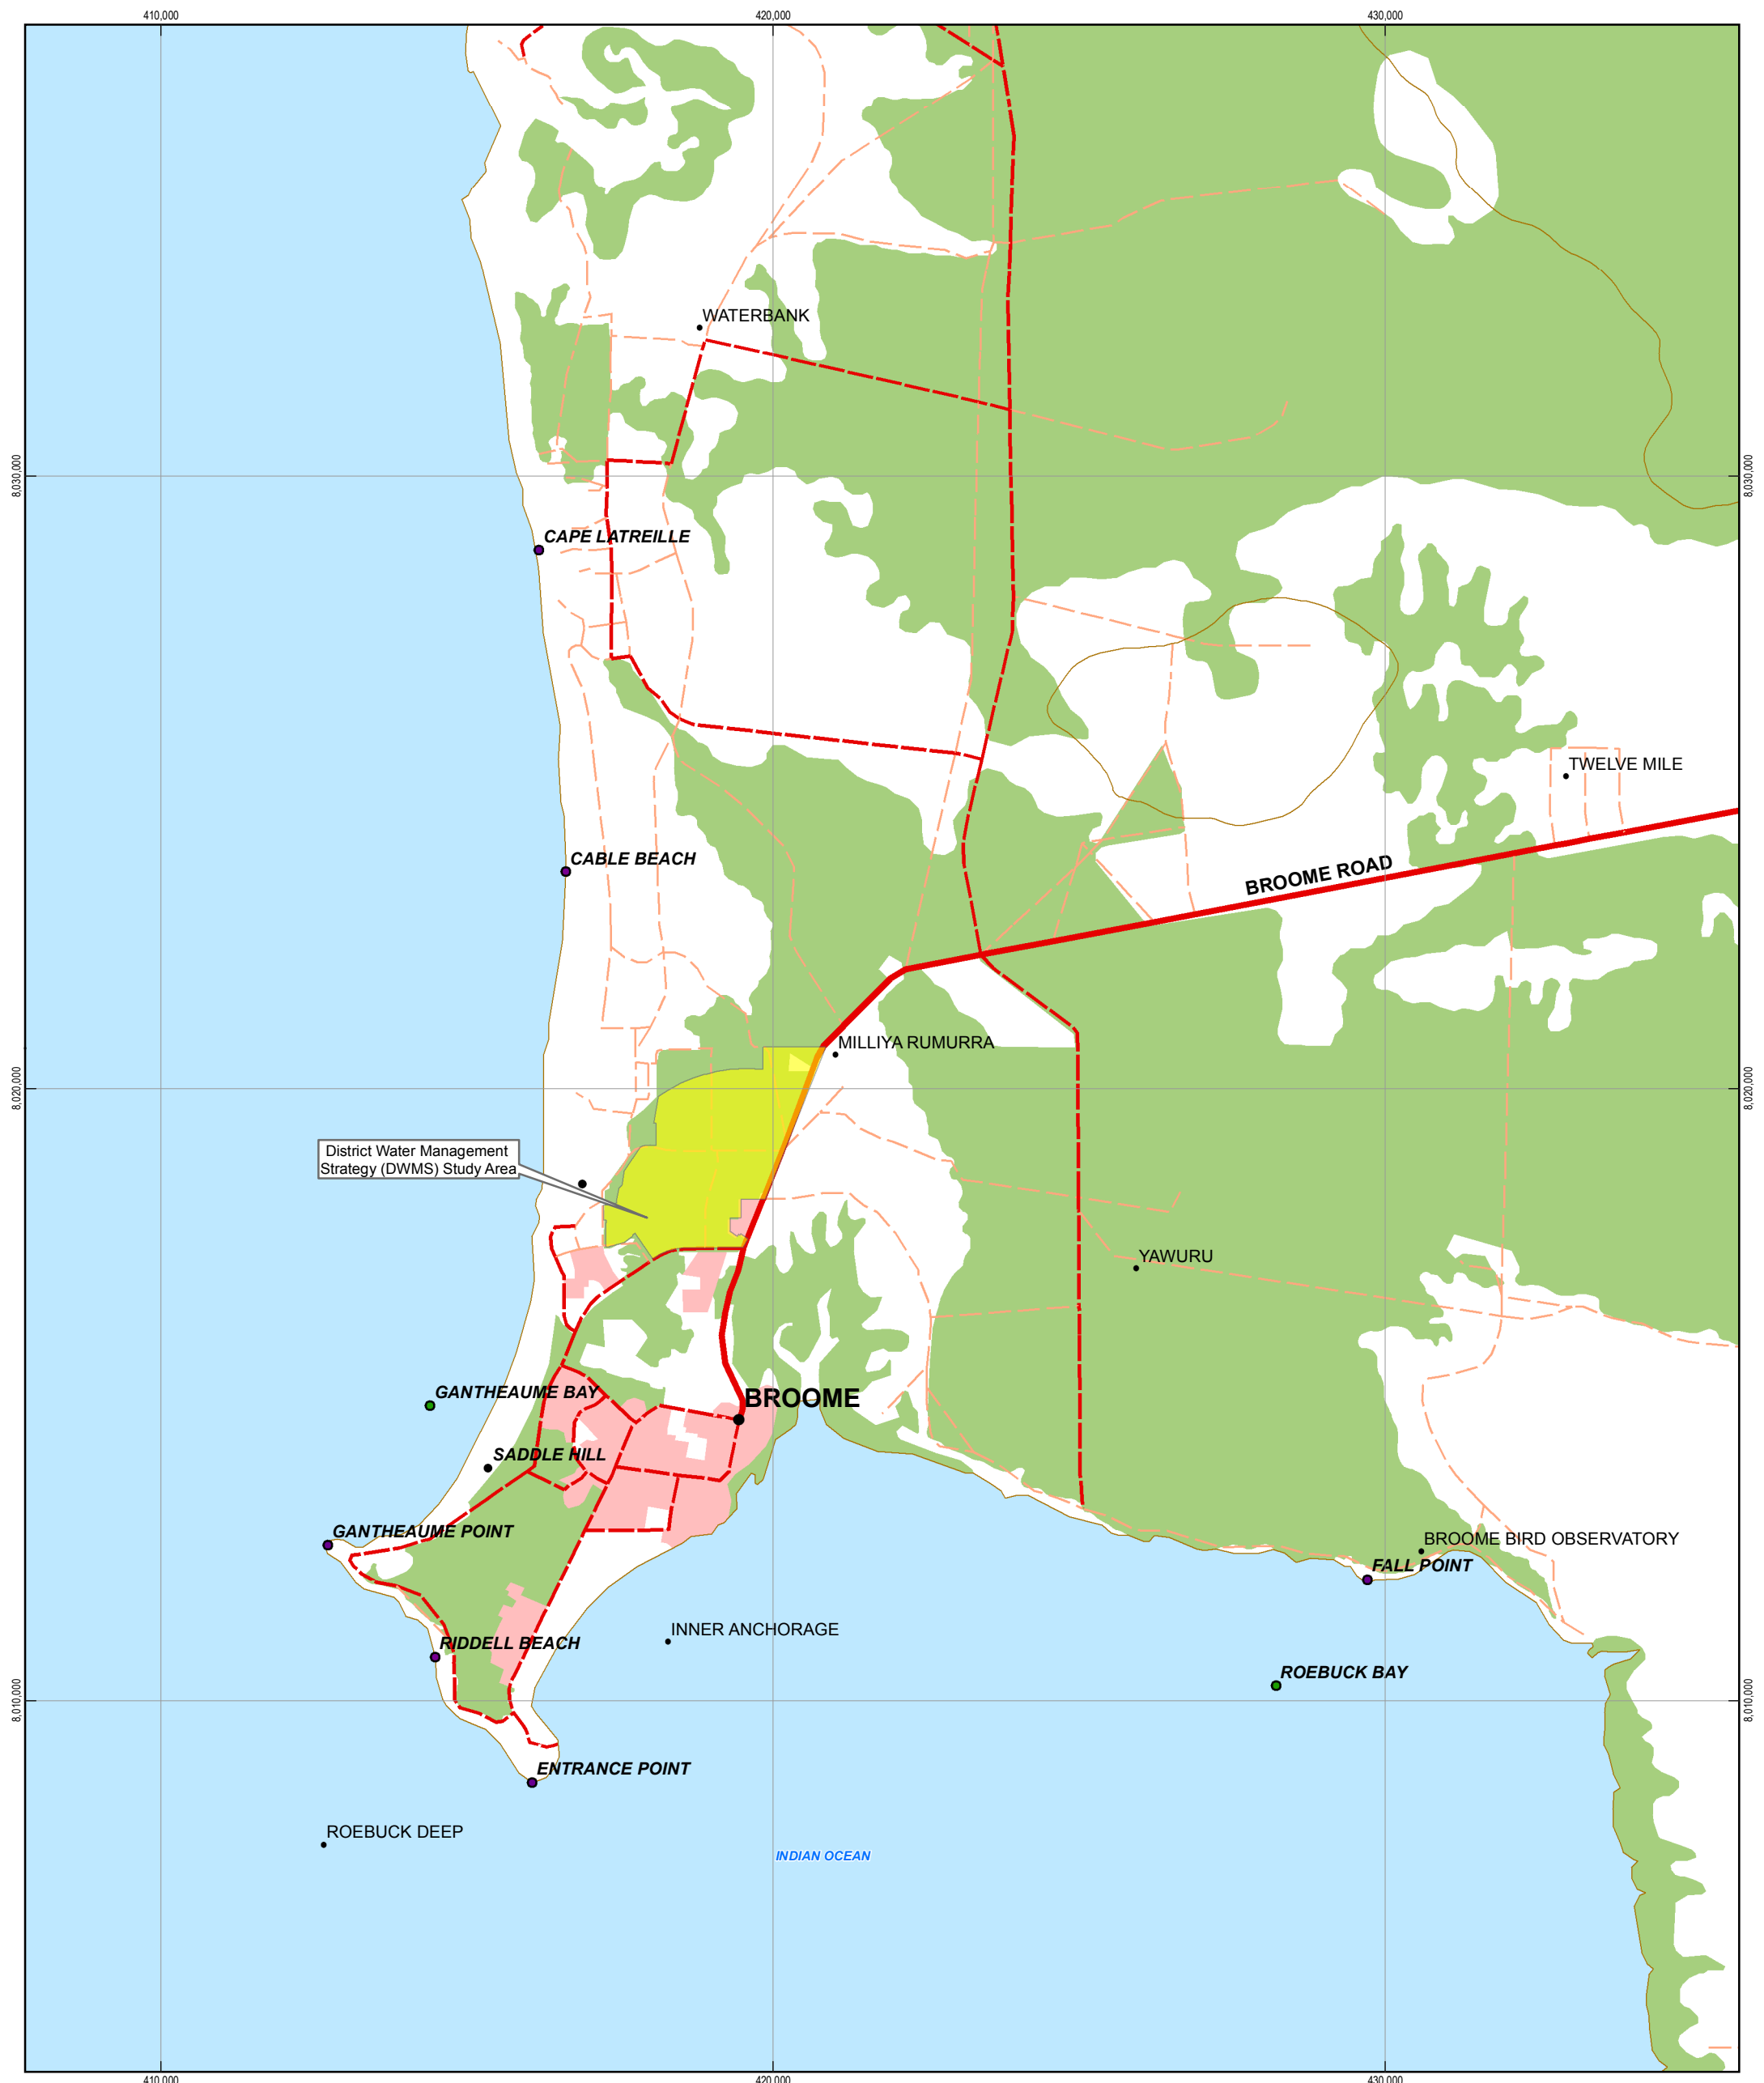 410,000
420,000
430,000
WATERBANK
8,030,000
8,030,000
CAPE LATREILLE
TWELVE MILE
CABLE BEACH
BROOME ROAD
MILLIYA RUMURRA
8,020,000
8,020,000
District Water Management
Strategy (DWMS) Study Area
YAWURU
GANTHEAUME BAY
BROOME
SADDLE HILL
GANTHEAUME POINT
BROOME BIRD OBSERVATORY
FALL POINT
INNER ANCHORAGE
RIDDELL BEACH
ROEBUCK BAY
8,010,000
8,010,000
ENTRANCE POINT
ROEBUCK DEEP
INDIAN OCEAN
410,000
420,000
430,000